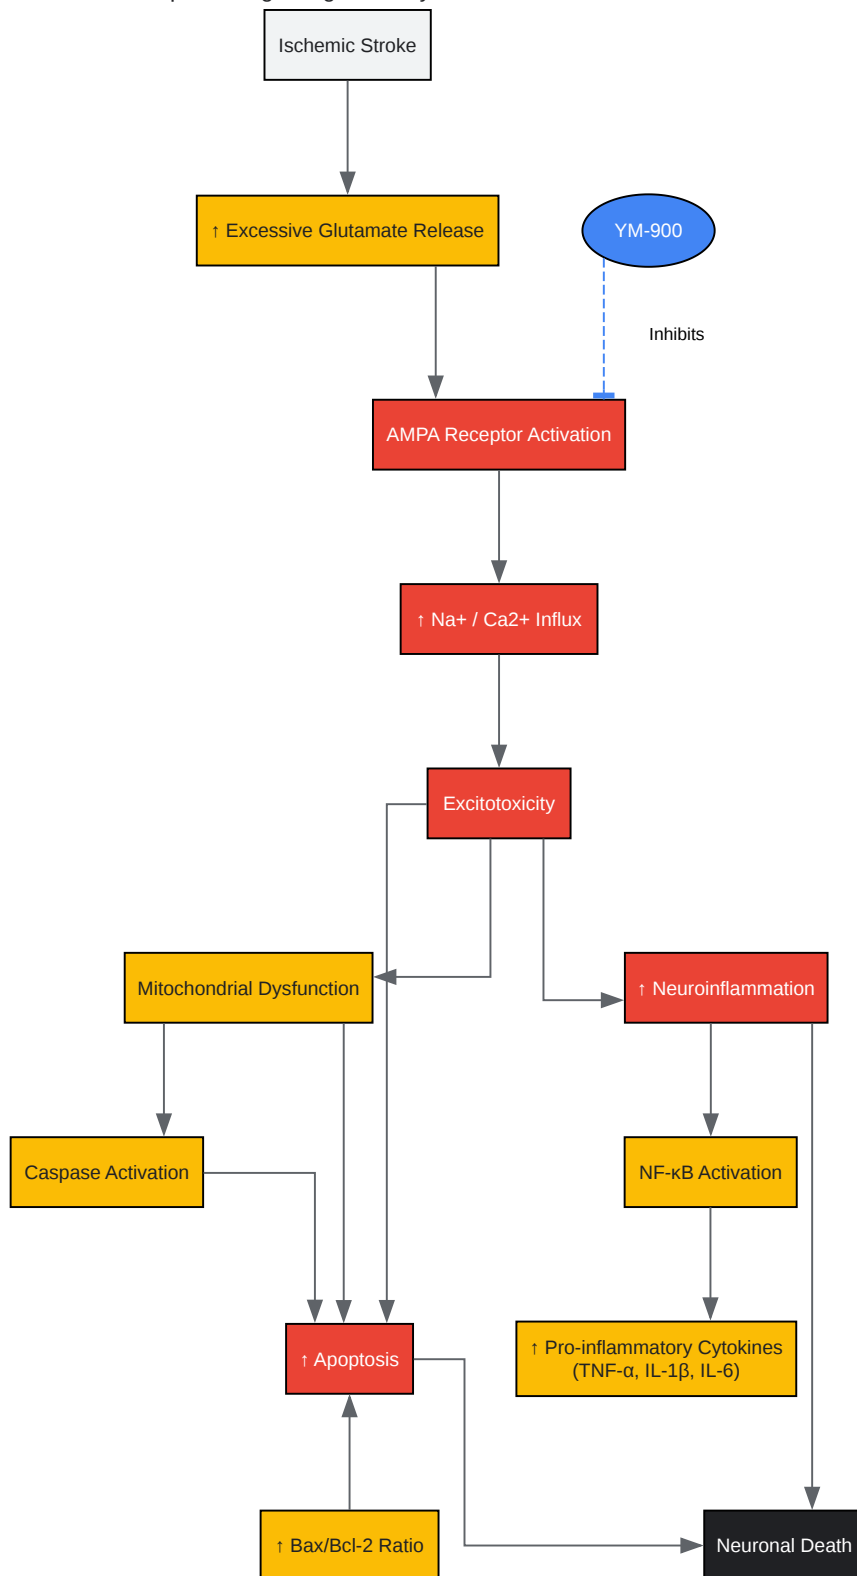 Ischemic Stroke
↑ Excessive Glutamate Release
YM-900
Inhibits
AMPA Receptor Activation
↑ Na+ / Ca2+ Influx
Excitotoxicity
Mitochondrial Dysfunction
↑ Neuroinflammation
Caspase Activation
NF-κB Activation
↑ Apoptosis
↑ Pro-inflammatory Cytokines
(TNF-α, IL-1β, IL-6)
↑ Bax/Bcl-2 Ratio
Neuronal Death